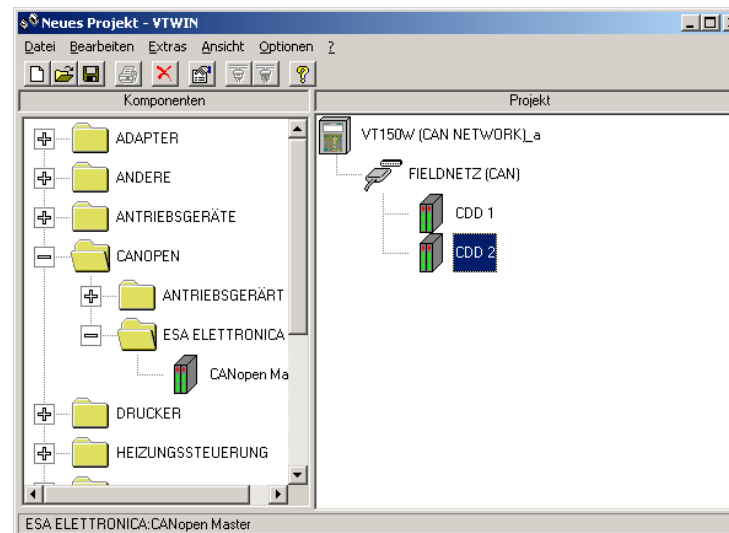 Neues Projekt - VTWIN
Datei Bearbeiten Extras Ansicht Optionen ?
Komponenten
Projekt
ADAPTER
ANDERE
ANTRIEBSGERÄTE
CANOPEN
ANTRIEBSGERÄRT
ESA ELETTRONICA
CANopen Ma
DRUCKER
HEIZUNGSSTEUERUNG
VT150W (CAN NETWORK)_a
FIELDNETZ (CAN)
CDD 1
CDD 2
ESA ELETTRONICA:CANopen Master